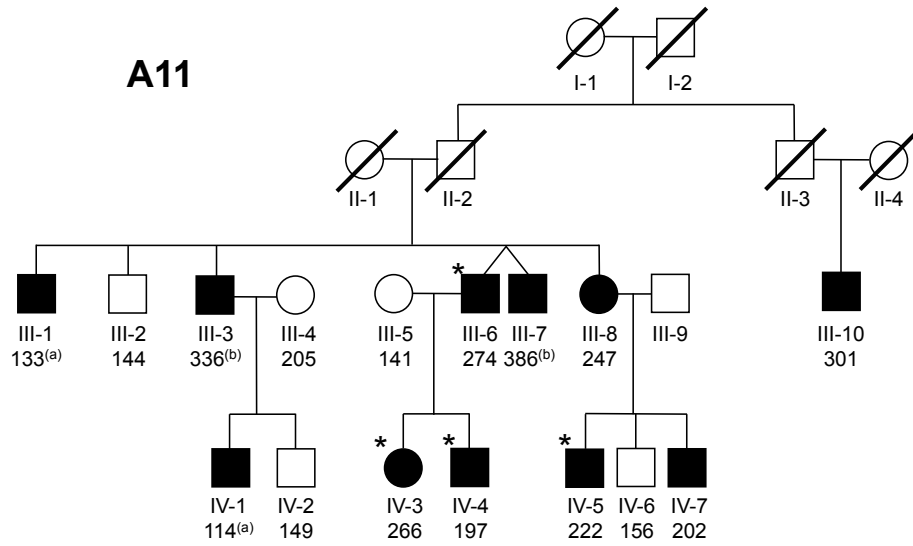 A11
I-1 I-2
II-1 II-2 II-3 II-4
* III-1 III-2 III-3 III-4 III-5 III-6 III-7 III-8 III-9 III-10
133(a) 144 336(b) 205 141 274 386(b) 247 301
* * *
IV-1 IV-2 IV-3 IV-4 IV-5 IV-6 IV-7
114(a) 149 266 197 222 156 202